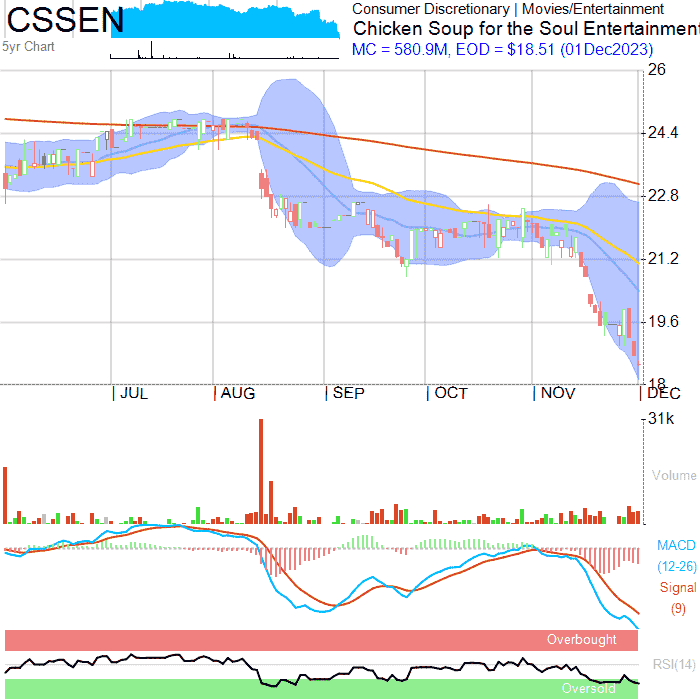 CSSEN
5yr Chart
Consumer Discretionary | Movies/Entertainment
Chicken Soup for the Soul Entertainment
MC = 580.9M, EOD = $18.51 (01Dec2023)
26
24.4
22.8
21.2
19.6
18
JUL
AUG
SEP
OCT
NOV
DEC
31k
Volume
MACD
(12-26)
Signal
(9)
Overbought
RSI(14)
Oversold